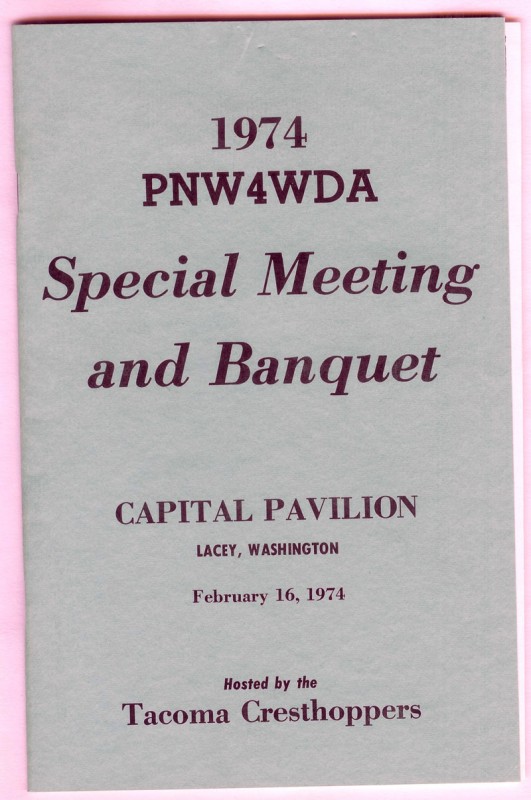 1974
PNW4WDA
Special Meeting
and Banquet
CAPITAL PAVILION
LACEY, WASHINGTON
February 16, 1974
Hosted by the
Tacoma Cresthoppers